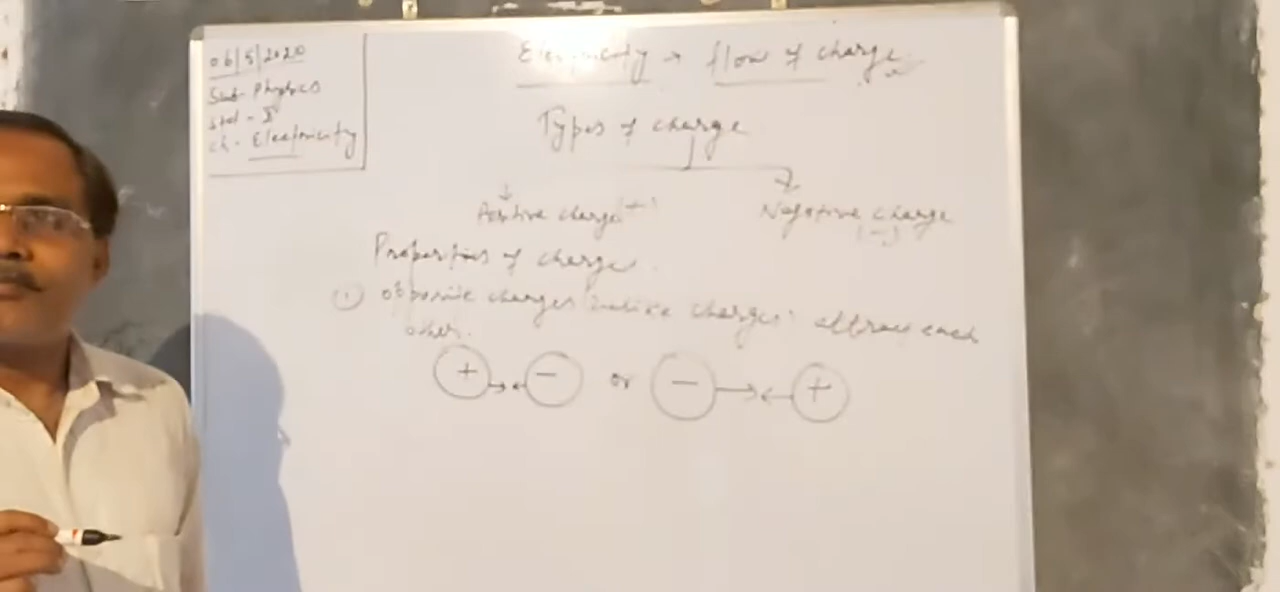 06/5/2020
Sub- Physics
Std - X
Ch - Electricity
Electricity → flow of charge.
Types of charge
Positive charge (+)
Negative charge
(-)
Properties of charge.
(1) opposite charges / unlike charges attract each
other.
+ - or - +